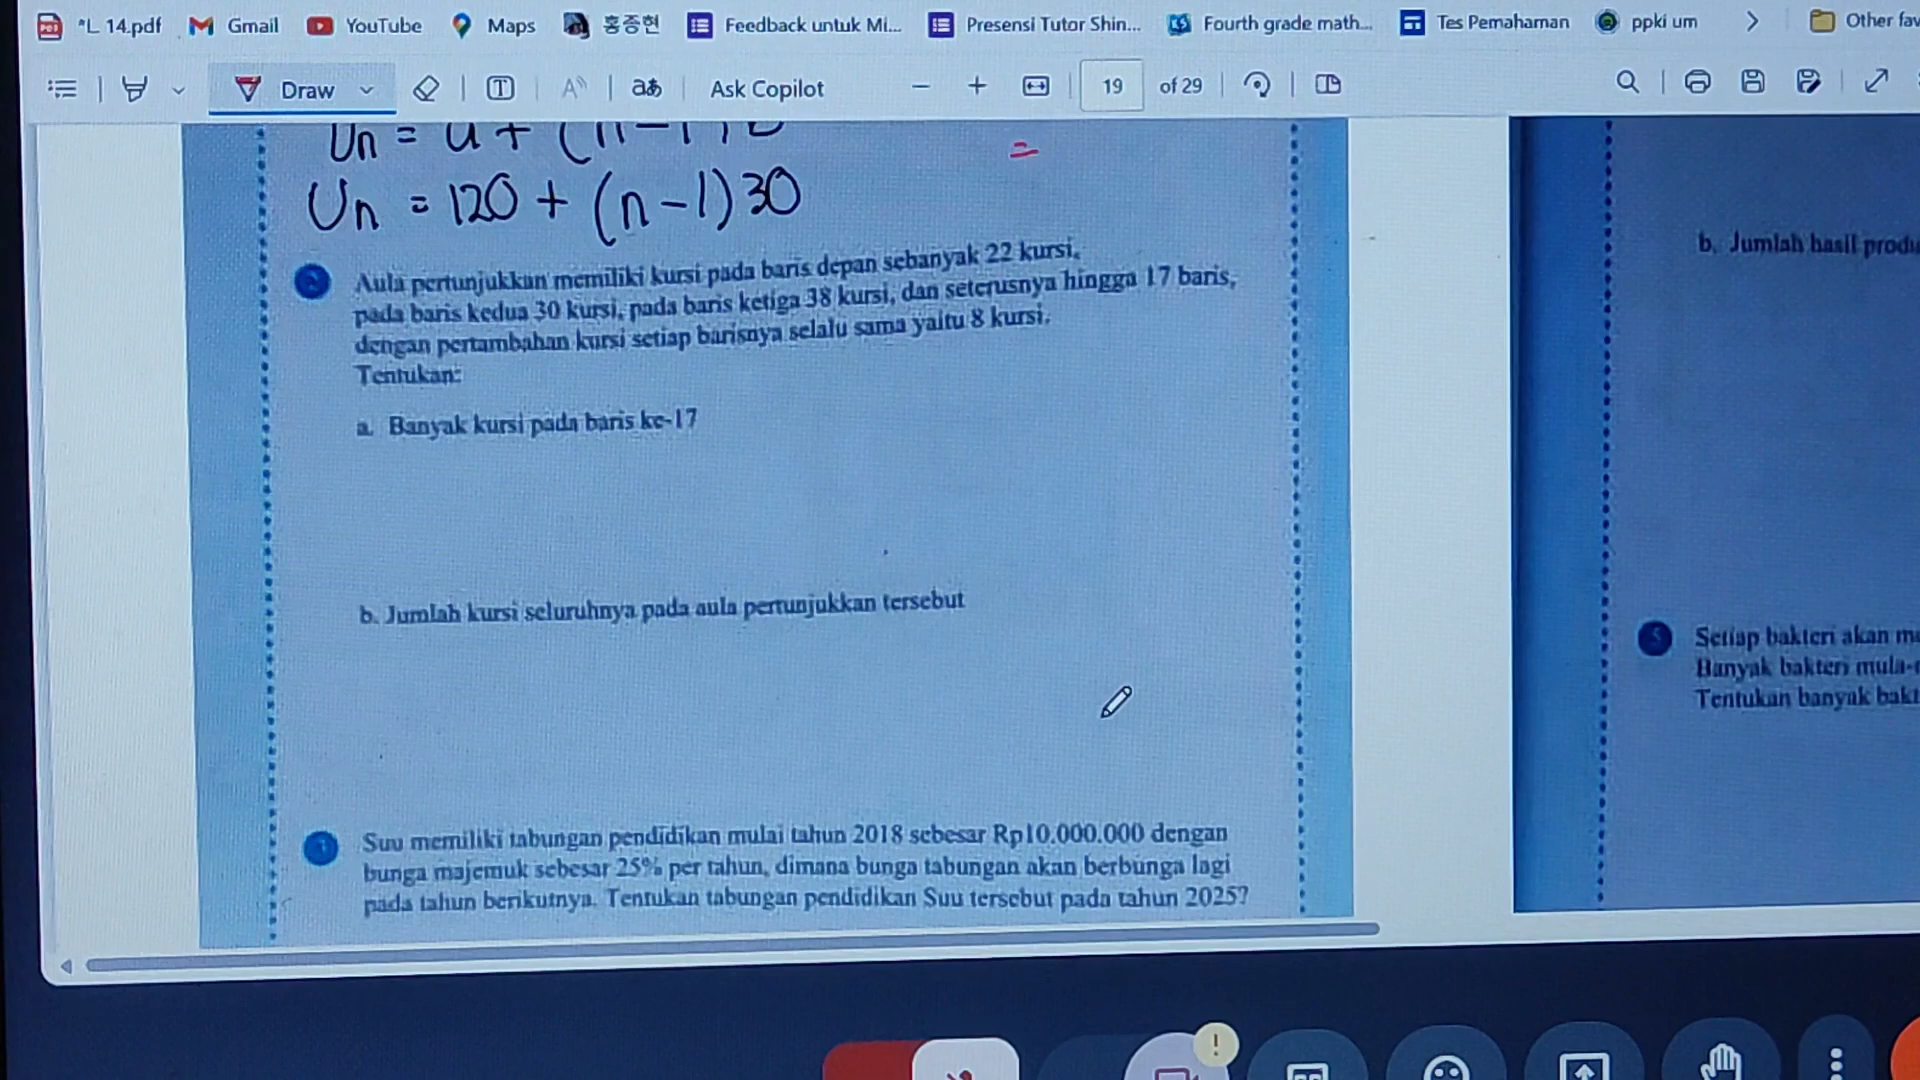 *L 14.pdf Gmail YouTube Maps 홍종현 Feedback untuk Mi... Presensi Tutor Shin... Fourth grade math... Tes Pemahaman ppki um Other fav
Draw Ask Copilot 19 of 29
Un = a + (n-1)b
Un = 120 + (n-1)30
Aula pertunjukkan memiliki kursi pada baris depan sebanyak 22 kursi,
pada baris kedua 30 kursi, pada baris ketiga 38 kursi, dan seterusnya hingga 17 baris,
dengan pertambahan kursi setiap barisnya selalu sama yaitu 8 kursi.
Tentukan:
a. Banyak kursi pada baris ke-17
b. Jumlah kursi seluruhnya pada aula pertunjukkan tersebut
Suu memiliki tabungan pendidikan mulai tahun 2018 sebesar Rp10.000.000 dengan
bunga majemuk sebesar 25% per tahun, dimana bunga tabungan akan berbunga lagi
pada tahun berikutnya. Tentukan tabungan pendidikan Suu tersebut pada tahun 2025?
b. Jumlah hasil produ
5 Setiap bakteri akan me
Banyak bakteri mula-
Tentukan banyak bakt